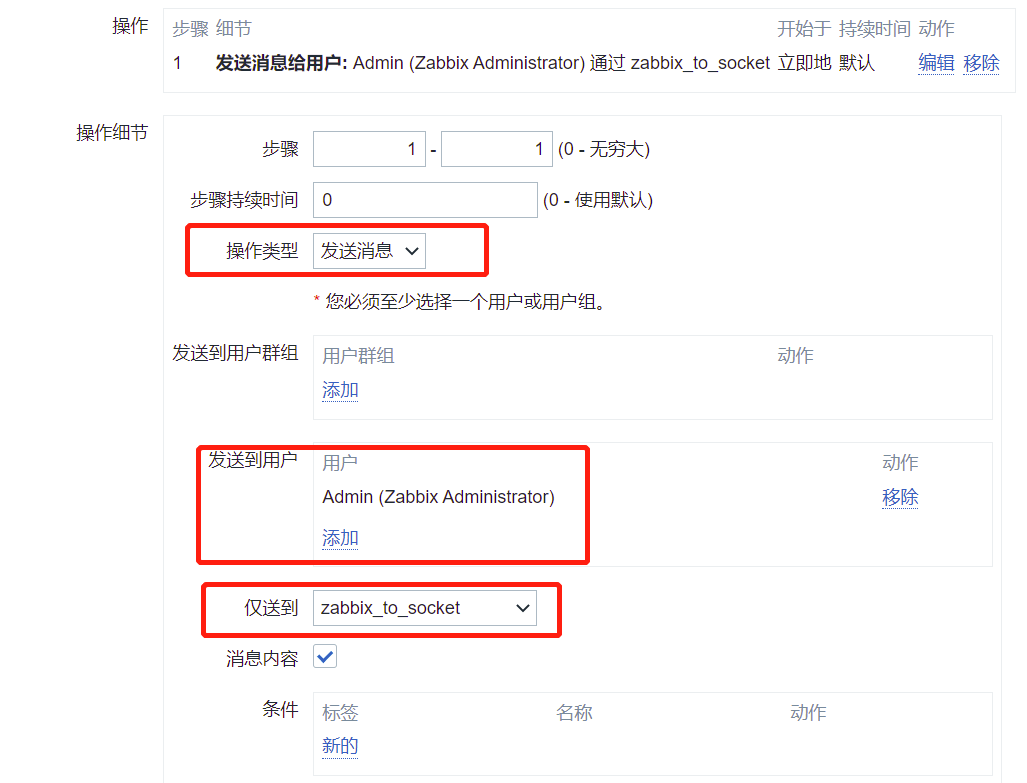 操作
步骤 细节 开始于 持续时间 动作
1 发送消息给用户: Admin (Zabbix Administrator) 通过 zabbix_to_socket 立即地 默认 编辑 移除
操作细节
步骤 1 - 1 (0 - 无穷大)
步骤持续时间 0 (0 - 使用默认)
操作类型 发送消息
* 您必须至少选择一个用户或用户组。
发送到用户群组 用户群组 动作
添加
发送到用户 用户 动作
Admin (Zabbix Administrator) 移除
添加
仅送到 zabbix_to_socket
消息内容
条件 标签 名称 动作
新的